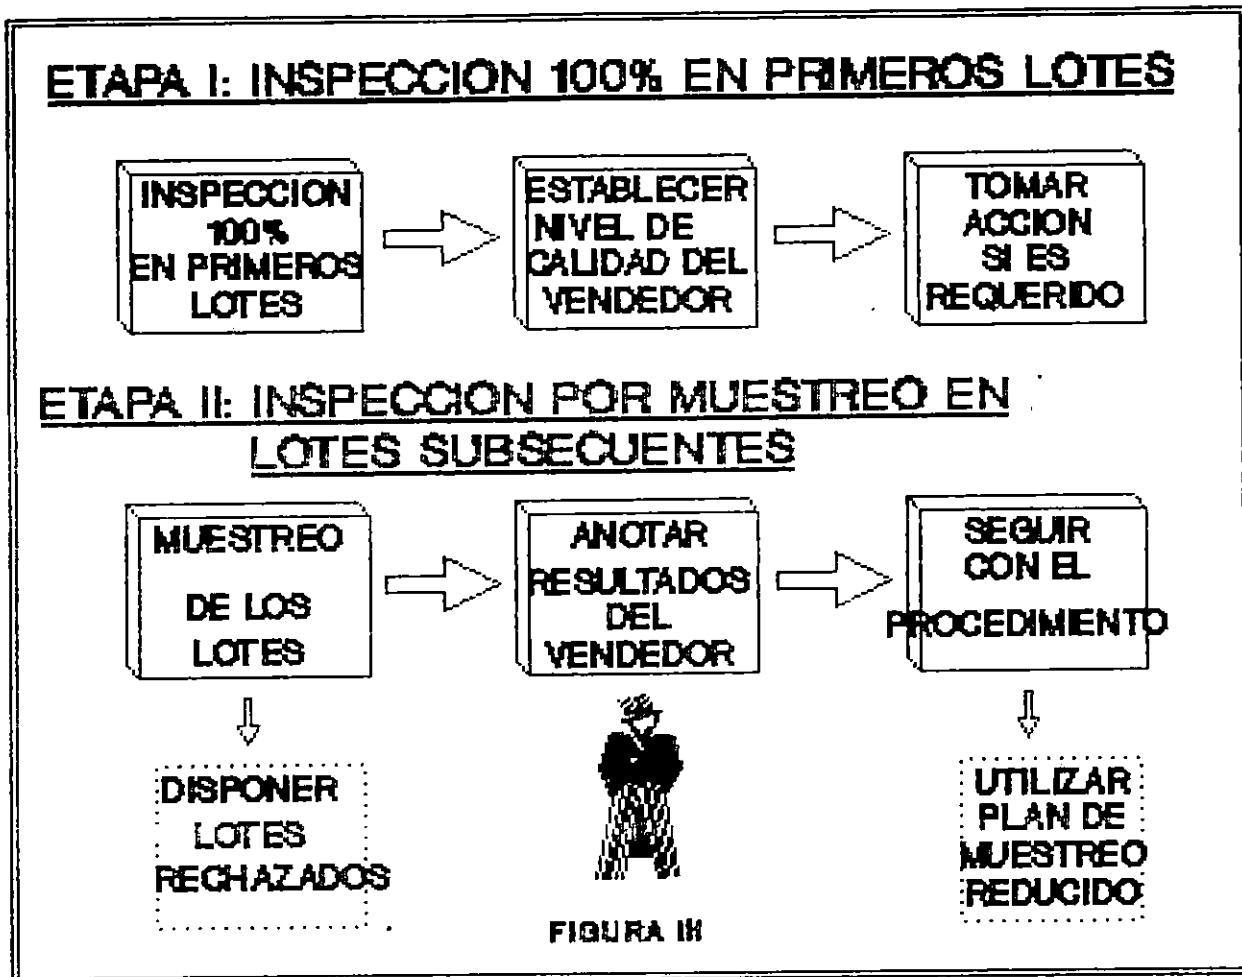 ETAPA I: INSPECCION 100% EN PRIMEROS LOTES
INSPECCION
100%
EN PRIMEROS
LOTES
ESTABLECER
NIVEL DE
CALIDAD DEL
VENDEDOR
TOMAR
ACCION
SI ES
REQUERIDO
ETAPA II: INSPECCION POR MUESTREO EN
LOTES SUBSECUENTES
MUESTREO
DE LOS
LOTES
ANOTAR
RESULTADOS
DEL
VENDEDOR
SEGUIR
CON EL
PROCEDIMIENTO
DISPONER
LOTES
RECHAZADOS
UTILIZAR
PLAN DE
MUESTREO
REDUCIDO
FIGURA III